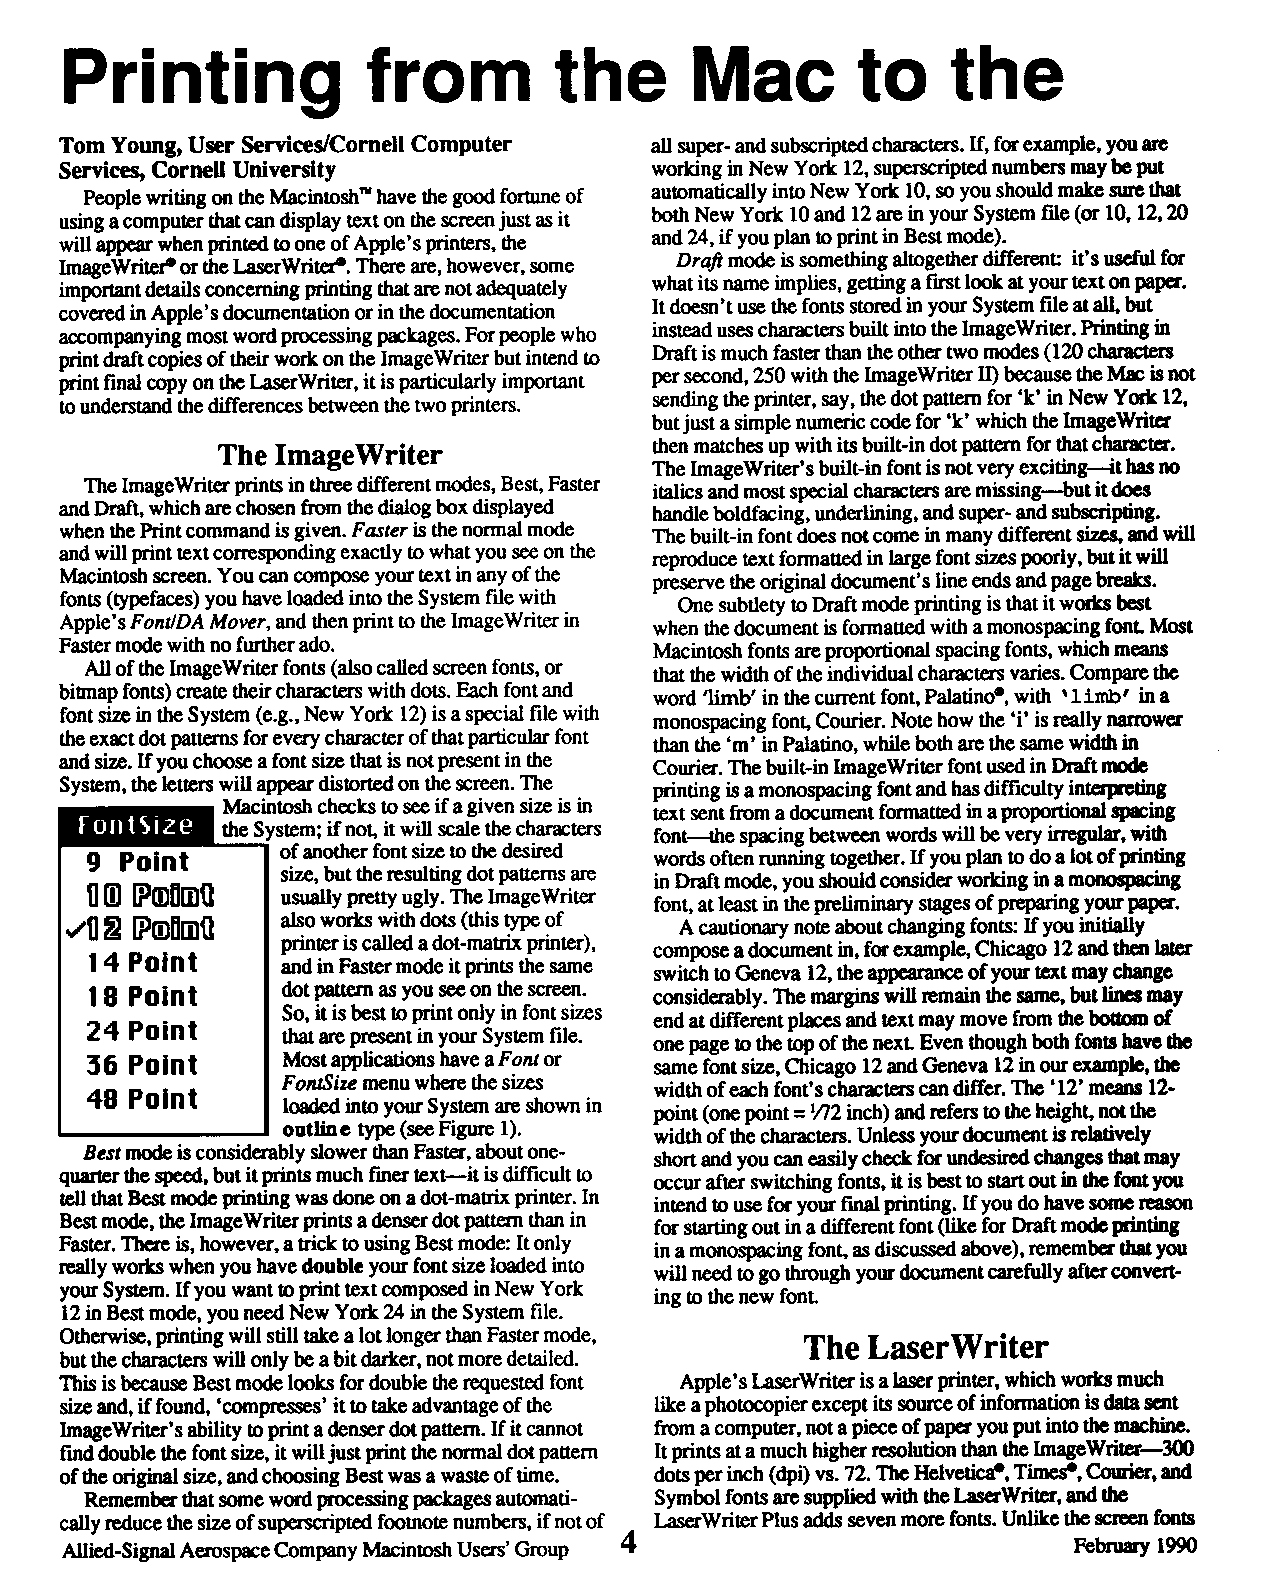 Printing from the Mac to the
Tom Young, User Services/Cornell Computer
Services, Cornell University
People writing on the Macintosh™ have the good fortune of
using a computer that can display text on the screen just as it
will appear when printed to one of Apple's printers, the
ImageWriter® or the LaserWriter®. There are, however, some
important details concerning printing that are not adequately
covered in Apple's documentation or in the documentation
accompanying most word processing packages. For people who
print draft copies of their work on the ImageWriter but intend to
print final copy on the LaserWriter, it is particularly important
to understand the differences between the two printers.
The ImageWriter
The ImageWriter prints in three different modes, Best, Faster
and Draft, which are chosen from the dialog box displayed
when the Print command is given. Faster is the normal mode
and will print text corresponding exactly to what you see on the
Macintosh screen. You can compose your text in any of the
fonts (typefaces) you have loaded into the System file with
Apple's Font/DA Mover, and then print to the ImageWriter in
Faster mode with no further ado.
All of the ImageWriter fonts (also called screen fonts, or
bitmap fonts) create their characters with dots. Each font and
font size in the System (e.g., New York 12) is a special file with
the exact dot patterns for every character of that particular font
and size. If you choose a font size that is not present in the
System, the letters will appear distorted on the screen. The
Macintosh checks to see if a given size is in
the System; if not, it will scale the characters
of another font size to the desired
size, but the resulting dot patterns are
usually pretty ugly. The ImageWriter
also works with dots (this type of
printer is called a dot-matrix printer),
and in Faster mode it prints the same
dot pattern as you see on the screen.
So, it is best to print only in font sizes
that are present in your System file.
Most applications have a Font or
FontSize menu where the sizes
loaded into your System are shown in
outline type (see Figure 1).
FontSize
9 Point
10 Point
✓12 Point
14 Point
18 Point
24 Point
36 Point
48 Point
Best mode is considerably slower than Faster, about one-
quarter the speed, but it prints much finer text—it is difficult to
tell that Best mode printing was done on a dot-matrix printer. In
Best mode, the ImageWriter prints a denser dot pattern than in
Faster. There is, however, a trick to using Best mode: It only
really works when you have double your font size loaded into
your System. If you want to print text composed in New York
12 in Best mode, you need New York 24 in the System file.
Otherwise, printing will still take a lot longer than Faster mode,
but the characters will only be a bit darker, not more detailed.
This is because Best mode looks for double the requested font
size and, if found, 'compresses' it to take advantage of the
ImageWriter's ability to print a denser dot pattern. If it cannot
find double the font size, it will just print the normal dot pattern
of the original size, and choosing Best was a waste of time.
Remember that some word processing packages automati-
cally reduce the size of superscripted footnote numbers, if not of
all super- and subscripted characters. If, for example, you are
working in New York 12, superscripted numbers may be put
automatically into New York 10, so you should make sure that
both New York 10 and 12 are in your System file (or 10, 12, 20
and 24, if you plan to print in Best mode).
Draft mode is something altogether different: it's useful for
what its name implies, getting a first look at your text on paper.
It doesn't use the fonts stored in your System file at all, but
instead uses characters built into the ImageWriter. Printing in
Draft is much faster than the other two modes (120 characters
per second, 250 with the ImageWriter II) because the Mac is not
sending the printer, say, the dot pattern for 'k' in New York 12,
but just a simple numeric code for 'k' which the ImageWriter
then matches up with its built-in dot pattern for that character.
The ImageWriter's built-in font is not very exciting—it has no
italics and most special characters are missing—but it does
handle boldfacing, underlining, and super- and subscripting.
The built-in font does not come in many different sizes, and will
reproduce text formatted in large font sizes poorly, but it will
preserve the original document's line ends and page breaks.
One subtlety to Draft mode printing is that it works best
when the document is formatted with a monospacing font. Most
Macintosh fonts are proportional spacing fonts, which means
that the width of the individual characters varies. Compare the
word 'limb' in the current font, Palatino®, with 'limb' in a
monospacing font, Courier. Note how the 'i' is really narrower
than the 'm' in Palatino, while both are the same width in
Courier. The built-in ImageWriter font used in Draft mode
printing is a monospacing font and has difficulty interpreting
text sent from a document formatted in a proportional spacing
font—the spacing between words will be very irregular, with
words often running together. If you plan to do a lot of printing
in Draft mode, you should consider working in a monospacing
font, at least in the preliminary stages of preparing your paper.
A cautionary note about changing fonts: If you initially
compose a document in, for example, Chicago 12 and then later
switch to Geneva 12, the appearance of your text may change
considerably. The margins will remain the same, but lines may
end at different places and text may move from the bottom of
one page to the top of the next. Even though both fonts have the
same font size, Chicago 12 and Geneva 12 in our example, the
width of each font's characters can differ. The '12' means 12-
point (one point = 1/72 inch) and refers to the height, not the
width of the characters. Unless your document is relatively
short and you can easily check for undesired changes that may
occur after switching fonts, it is best to start out in the font you
intend to use for your final printing. If you do have some reason
for starting out in a different font (like for Draft mode printing
in a monospacing font, as discussed above), remember that you
will need to go through your document carefully after convert-
ing to the new font.
The LaserWriter
Apple's LaserWriter is a laser printer, which works much
like a photocopier except its source of information is data sent
from a computer, not a piece of paper you put into the machine.
It prints at a much higher resolution than the ImageWriter—300
dots per inch (dpi) vs. 72. The Helvetica®, Times®, Courier, and
Symbol fonts are supplied with the LaserWriter, and the
LaserWriter Plus adds seven more fonts. Unlike the screen fonts
Allied-Signal Aerospace Company Macintosh Users' Group
4
February 1990